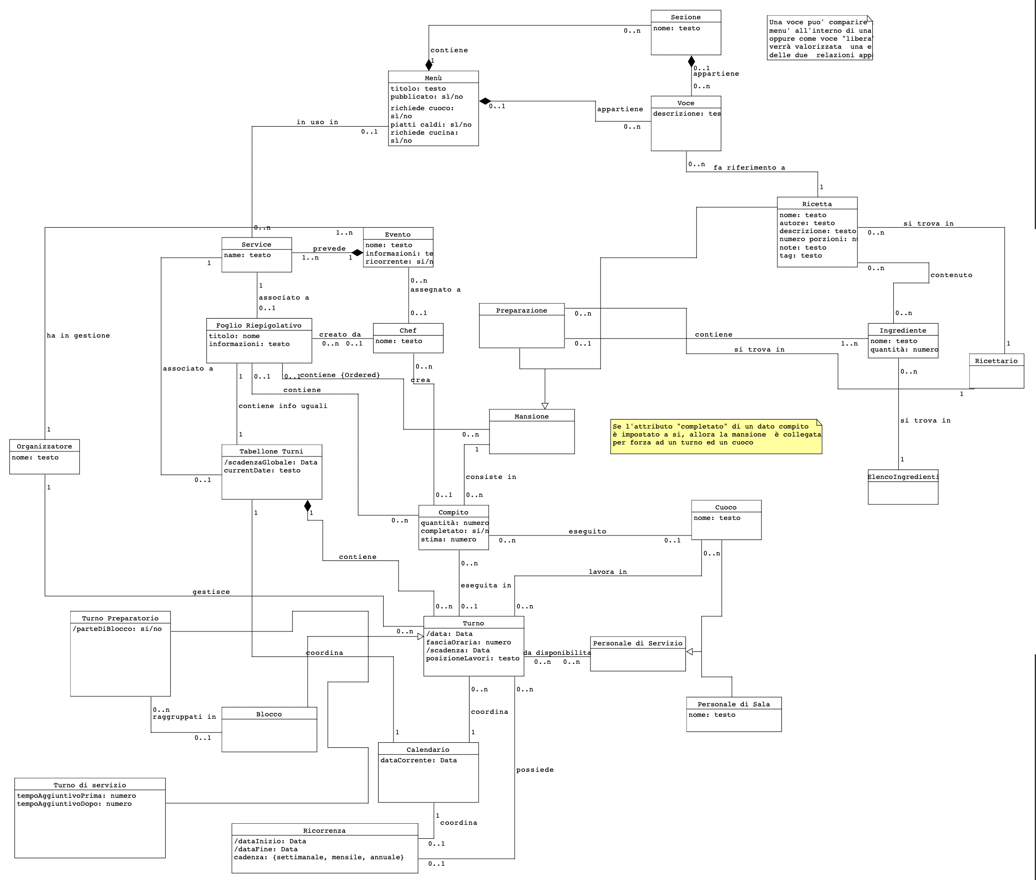 Sezione
nome: testo
0..n
contiene
1
Una voce puo' comparire
menu' all'interno di una
oppure come voce "libera"
verrà valorizzata una e
delle due relazioni app
0..1
appartiene
0..n
Menù
titolo: testo
pubblicato: sì/no
richiede cuoco:
sì/no
piatti caldi: sì/no
richiede cucina:
sì/no
0..1
appartiene
0..n
Voce
descrizione: tes
in uso in
0..1
0..n
fa riferimento a
1
Ricetta
nome: testo
autore: testo
descrizione: testo
numero porzioni: n
note: testo
tag: testo
0..n
si trova in
0..n
contenuto
0..n
0..n
1..n
Service
name: testo
1
prevede
1..n
1
Evento
nome: testo
informazioni: te
ricorrente: si/n
1
associato a
0..1
0..n
assegnato a
0..1
Foglio Riepigolativo
titolo: nome
informazioni: testo
creato da
0..n
0..1
Chef
nome: testo
Preparazione
0..n
0..1
contiene
1..n
si trova in
Ingrediente
nome: testo
quantità: numero
1
Ricettario
1
ha in gestione
associato a
1
contiene info uguali
1
0..1
contiene
0..1
contiene {Ordered}
0..n
0..n
crea
0..n
si trova in
1
Mansione
1
Se l'attributo "completato" di un dato compito
è impostato a sì, allora la mansione è collegata
per forza ad un turno ed un cuoco
1
Organizzatore
nome: testo
1
0..1
Tabellone Turni
/scadenzaGlobale: Data
currentDate: testo
1
1
consiste in
0..1
0..n
ElencoIngredienti
0..n
Compito
quantità: numero
completato: si/n
stima: numero
0..n
eseguito
0..1
Cuoco
nome: testo
0..n
contiene
0..n
0..n
eseguita in
0..1
lavora in
0..n
gestisce
0..n
Turno Preparatorio
/parteDiBlocco: si/no
Turno
/data: Data
fasciaOraria: numero
/scadenza: Data
posizioneLavori: testo
da disponibilita
0..n
0..n
Personale di Servizio
coordina
0..n
coordina
1
0..n
possiede
Personale di Sala
nome: testo
0..n
raggruppati in
0..1
Blocco
1
Calendario
dataCorrente: Data
Turno di servizio
tempoAggiuntivoPrima: numero
tempoAggiuntivoDopo: numero
1
coordina
0..1
Ricorrenza
/dataInizio: Data
/dataFine: Data
cadenza: {settimanale, mensile, annuale}
0..1